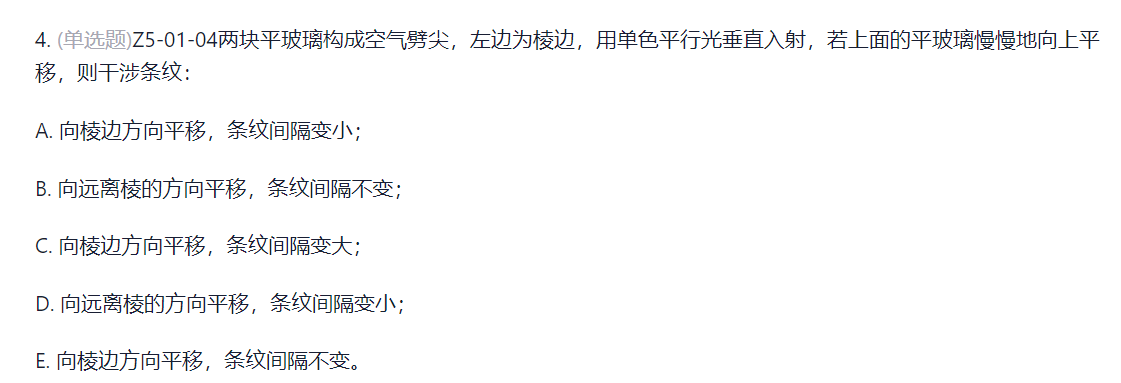 4. (单选题)Z5-01-04两块平玻璃构成空气劈尖，左边为棱边，用单色平行光垂直入射，若上面的平玻璃慢慢地向上平
移，则干涉条纹：
A. 向棱边方向平移，条纹间隔变小；
B. 向远离棱的方向平移，条纹间隔不变；
C. 向棱边方向平移，条纹间隔变大；
D. 向远离棱的方向平移，条纹间隔变小；
E. 向棱边方向平移，条纹间隔不变。